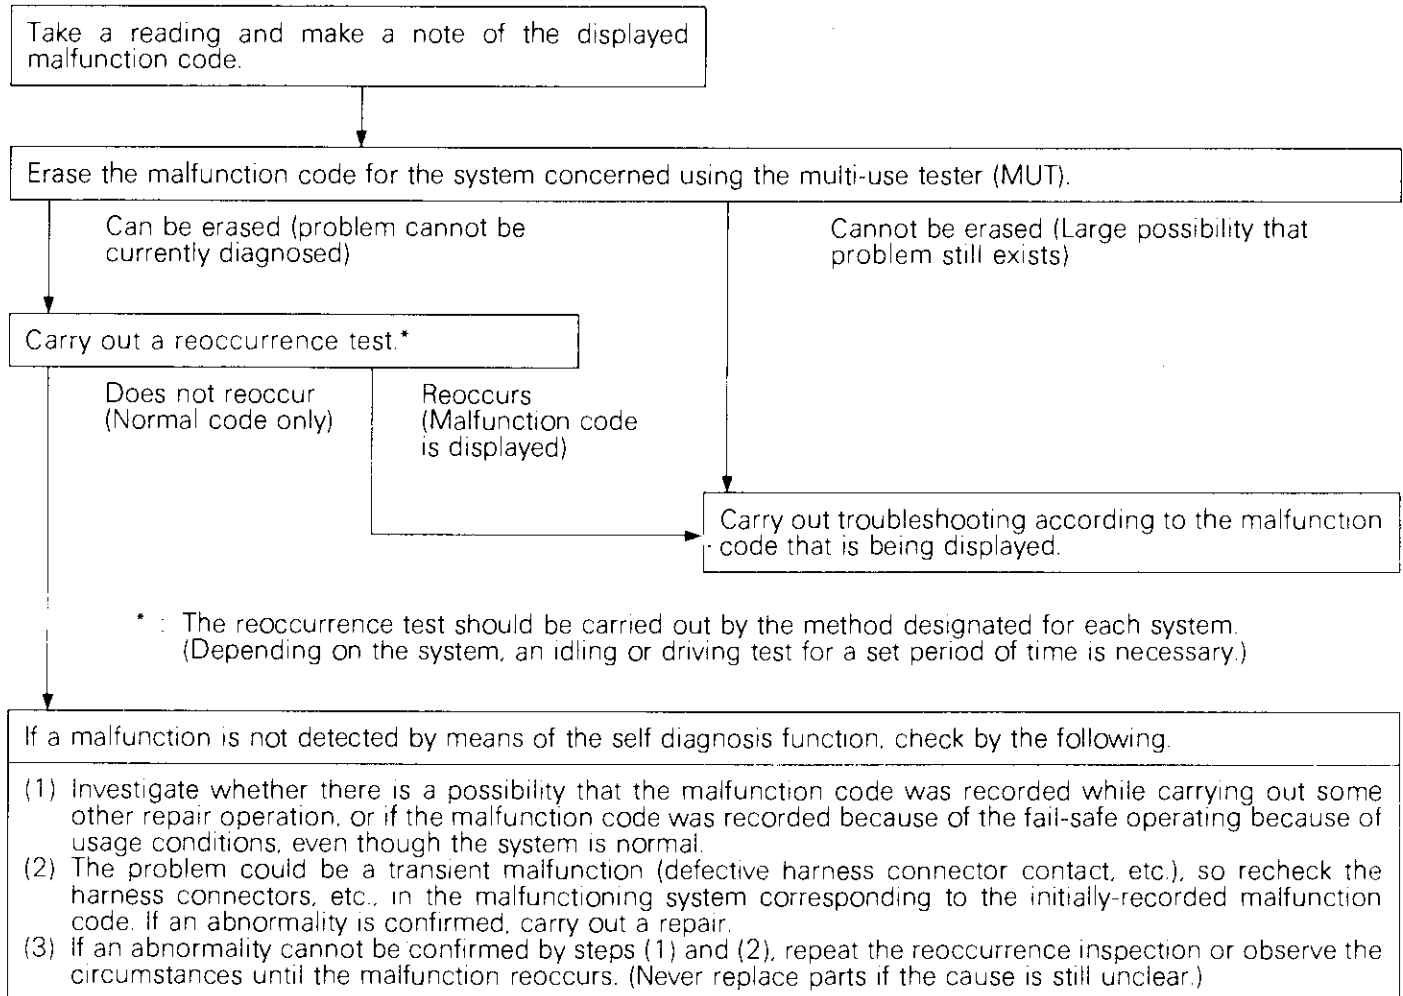 Take a reading and make a note of the displayed
malfunction code.
Erase the malfunction code for the system concerned using the multi-use tester (MUT).
Can be erased (problem cannot be
currently diagnosed)
Cannot be erased (Large possibility that
problem still exists)
Carry out a reoccurrence test.*
Does not reoccur
(Normal code only)
Reoccurs
(Malfunction code
is displayed)
Carry out troubleshooting according to the malfunction
code that is being displayed.
* : The reoccurrence test should be carried out by the method designated for each system.
(Depending on the system, an idling or driving test for a set period of time is necessary.)
If a malfunction is not detected by means of the self diagnosis function, check by the following.
(1) Investigate whether there is a possibility that the malfunction code was recorded while carrying out some
other repair operation, or if the malfunction code was recorded because of the fail-safe operating because of
usage conditions, even though the system is normal.
(2) The problem could be a transient malfunction (defective harness connector contact, etc.), so recheck the
harness connectors, etc., in the malfunctioning system corresponding to the initially-recorded malfunction
code. If an abnormality is confirmed, carry out a repair.
(3) If an abnormality cannot be confirmed by steps (1) and (2), repeat the reoccurrence inspection or observe the
circumstances until the malfunction reoccurs. (Never replace parts if the cause is still unclear.)